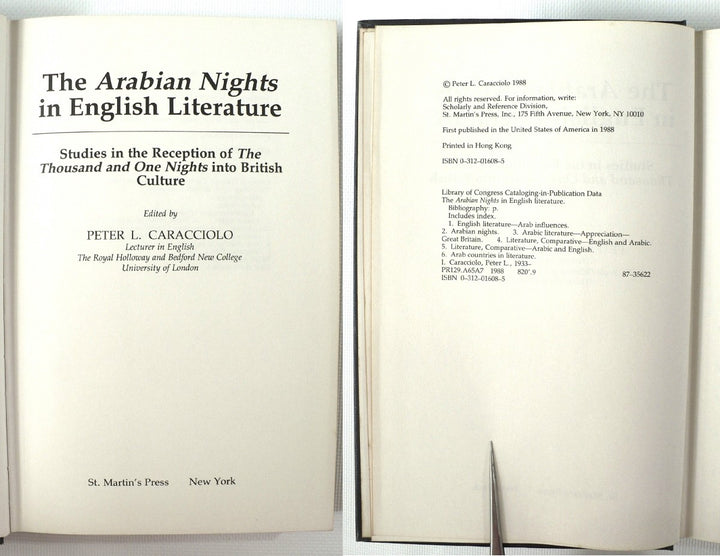 The Arabian Nights
in English Literature
Studies in the Reception of The
Thousand and One Nights into British
Culture
Edited by
PETER L. CARACCIOLO
Lecturer in English
The Royal Holloway and Bedford New College
University of London
St. Martin's Press New York
© Peter L. Caracciolo 1988
All rights reserved. For information, write:
Scholarly and Reference Division,
St. Martin's Press, Inc., 175 Fifth Avenue, New York, NY 10010
First published in the United States of America in 1988
Printed in Hong Kong
ISBN 0-312-01608-5
Library of Congress Cataloging-in-Publication Data
The Arabian Nights in English literature.
Bibliography: p.
Includes index.
1. English literature—Arab influences.
2. Arabian nights. 3. Arabic literature—Appreciation—
Great Britain. 4. Literature, Comparative—English and Arabic.
5. Literature, Comparative—Arabic and English.
6. Arab countries in literature.
I. Caracciolo, Peter L., 1933–
PR129.A65A7 1988 820'.9 87-35622
ISBN 0-312-01608-5